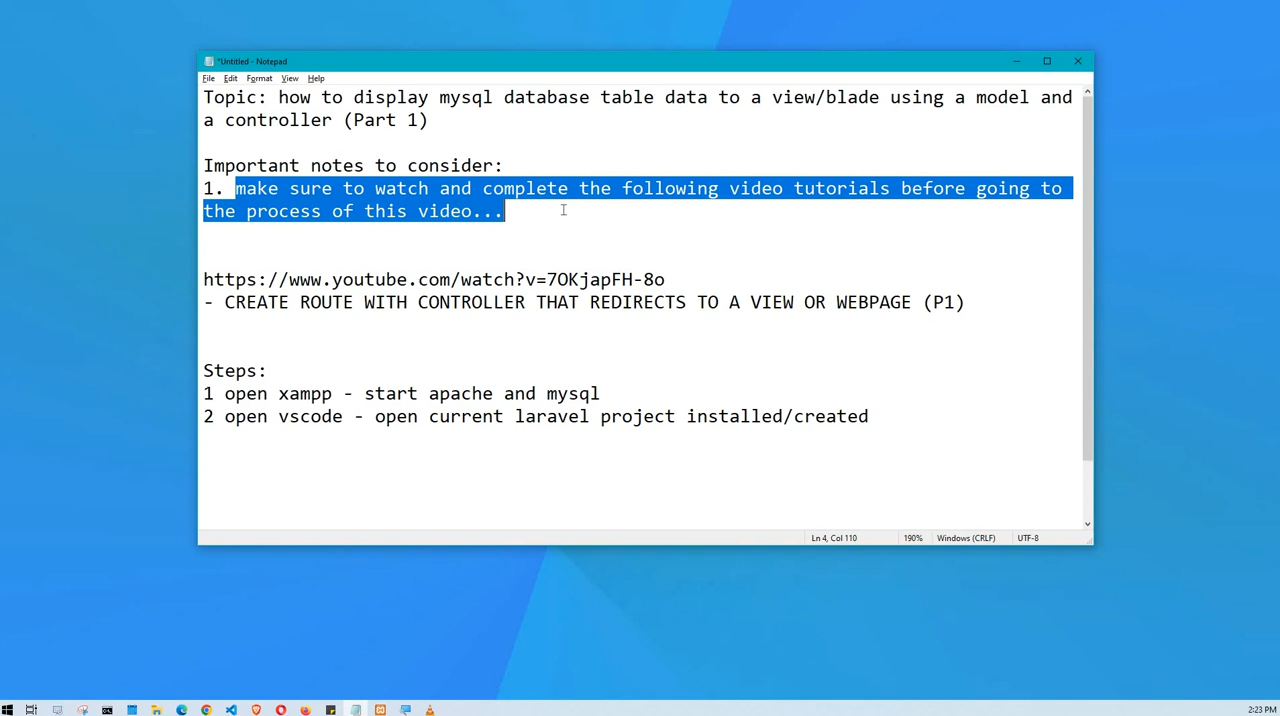 *Untitled - Notepad
File Edit Format View Help
Topic: how to display mysql database table data to a view/blade using a model and
a controller (Part 1)
Important notes to consider:
1. make sure to watch and complete the following video tutorials before going to
the process of this video...
https://www.youtube.com/watch?v=7OKjapFH-8o
- CREATE ROUTE WITH CONTROLLER THAT REDIRECTS TO A VIEW OR WEBPAGE (P1)
Steps:
1 open xampp - start apache and mysql
2 open vscode - open current laravel project installed/created
Ln 4, Col 110 190% Windows (CRLF) UTF-8
2:23 PM